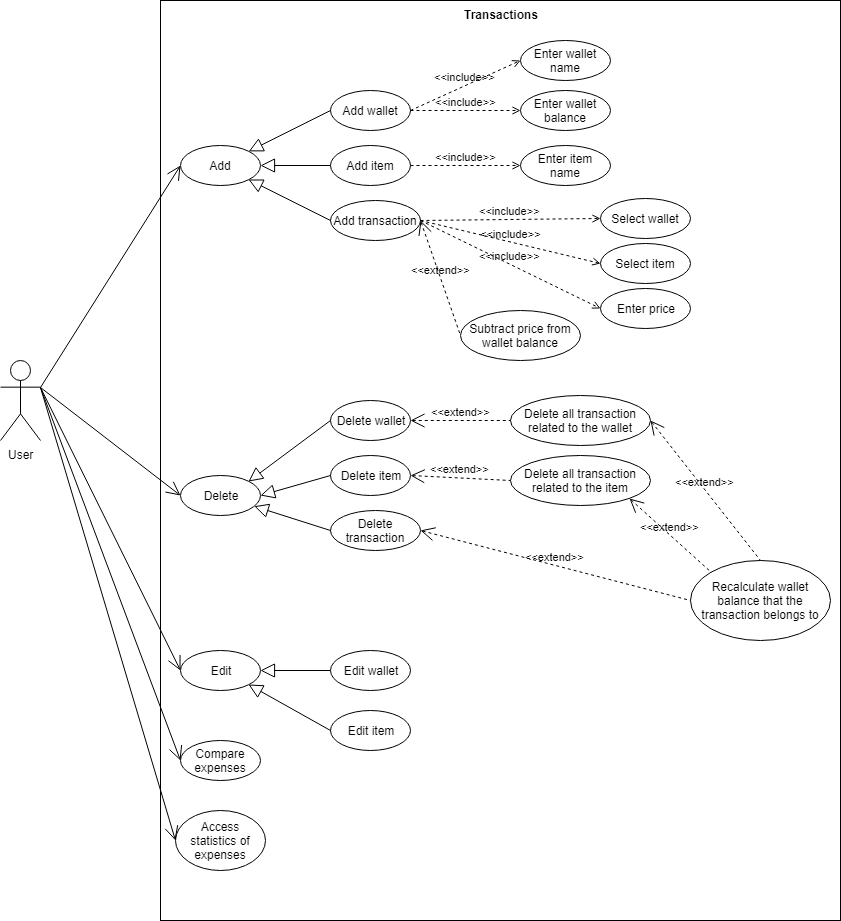 Transactions
Enter wallet
name
<<include>>
Add wallet
<<include>>
Enter wallet
balance
Add
Add item
<<include>>
Enter item
name
Add transaction
<<include>>
Select wallet
<<include>>
Select item
<<include>>
<<extend>>
Enter price
Subtract price from
wallet balance
User
Delete wallet
<<extend>>
Delete all transaction
related to the wallet
Delete item
<<extend>>
Delete all transaction
related to the item
<<extend>>
Delete
Delete
transaction
<<extend>>
<<extend>>
Recalculate wallet
balance that the
transaction belongs to
Edit
Edit wallet
Edit item
Compare
expenses
Access
statistics of
expenses